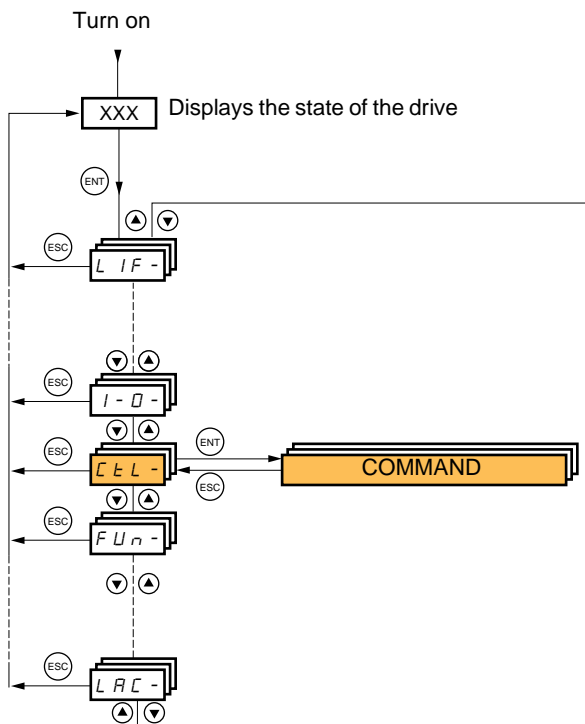 Turn on
XXX Displays the state of the drive
ENT
ESC
L IF -
ESC
I - O -
ENT
ESC
CtL -
COMMAND
ESC
ESC
FUn -
ESC
LAC -